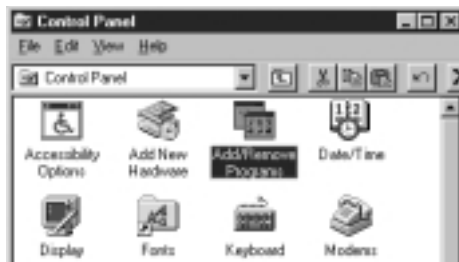 Control Panel
File Edit View Help
Control Panel
Accessibility Options
Add New Hardware
Add/Remove Programs
Date/Time
Display
Fonts
Keyboard
Modems